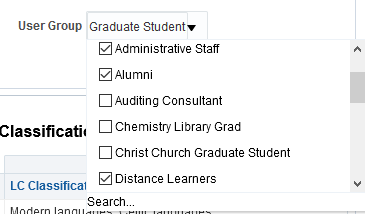 User Group Graduate Student
Administrative Staff
Alumni
Auditing Consultant
Chemistry Library Grad
Christ Church Graduate Student
Distance Learners
Search...
Classificatio
LC Classificat
Modern languages. Celtic languages.